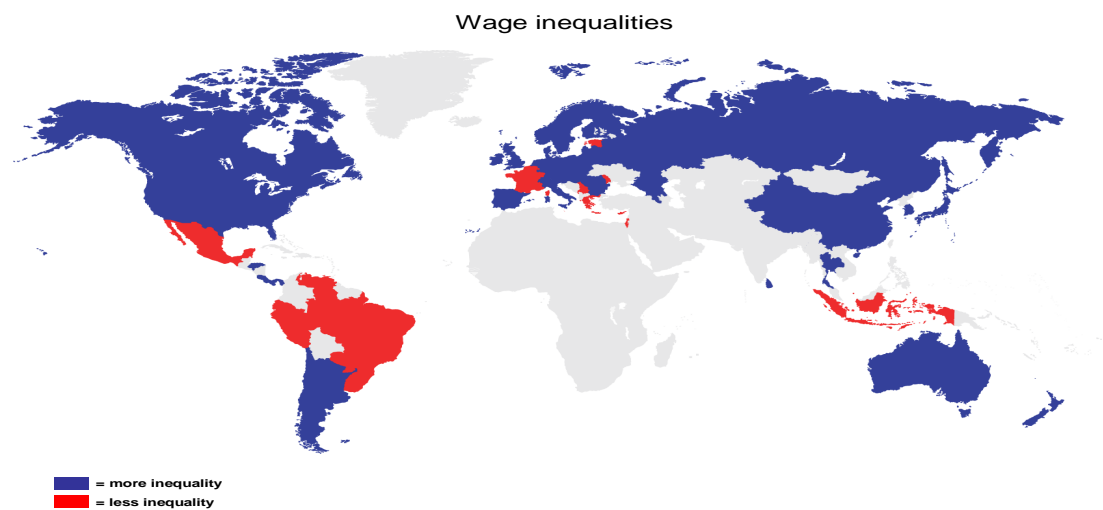 Wage inequalities
= more inequality
= less inequality